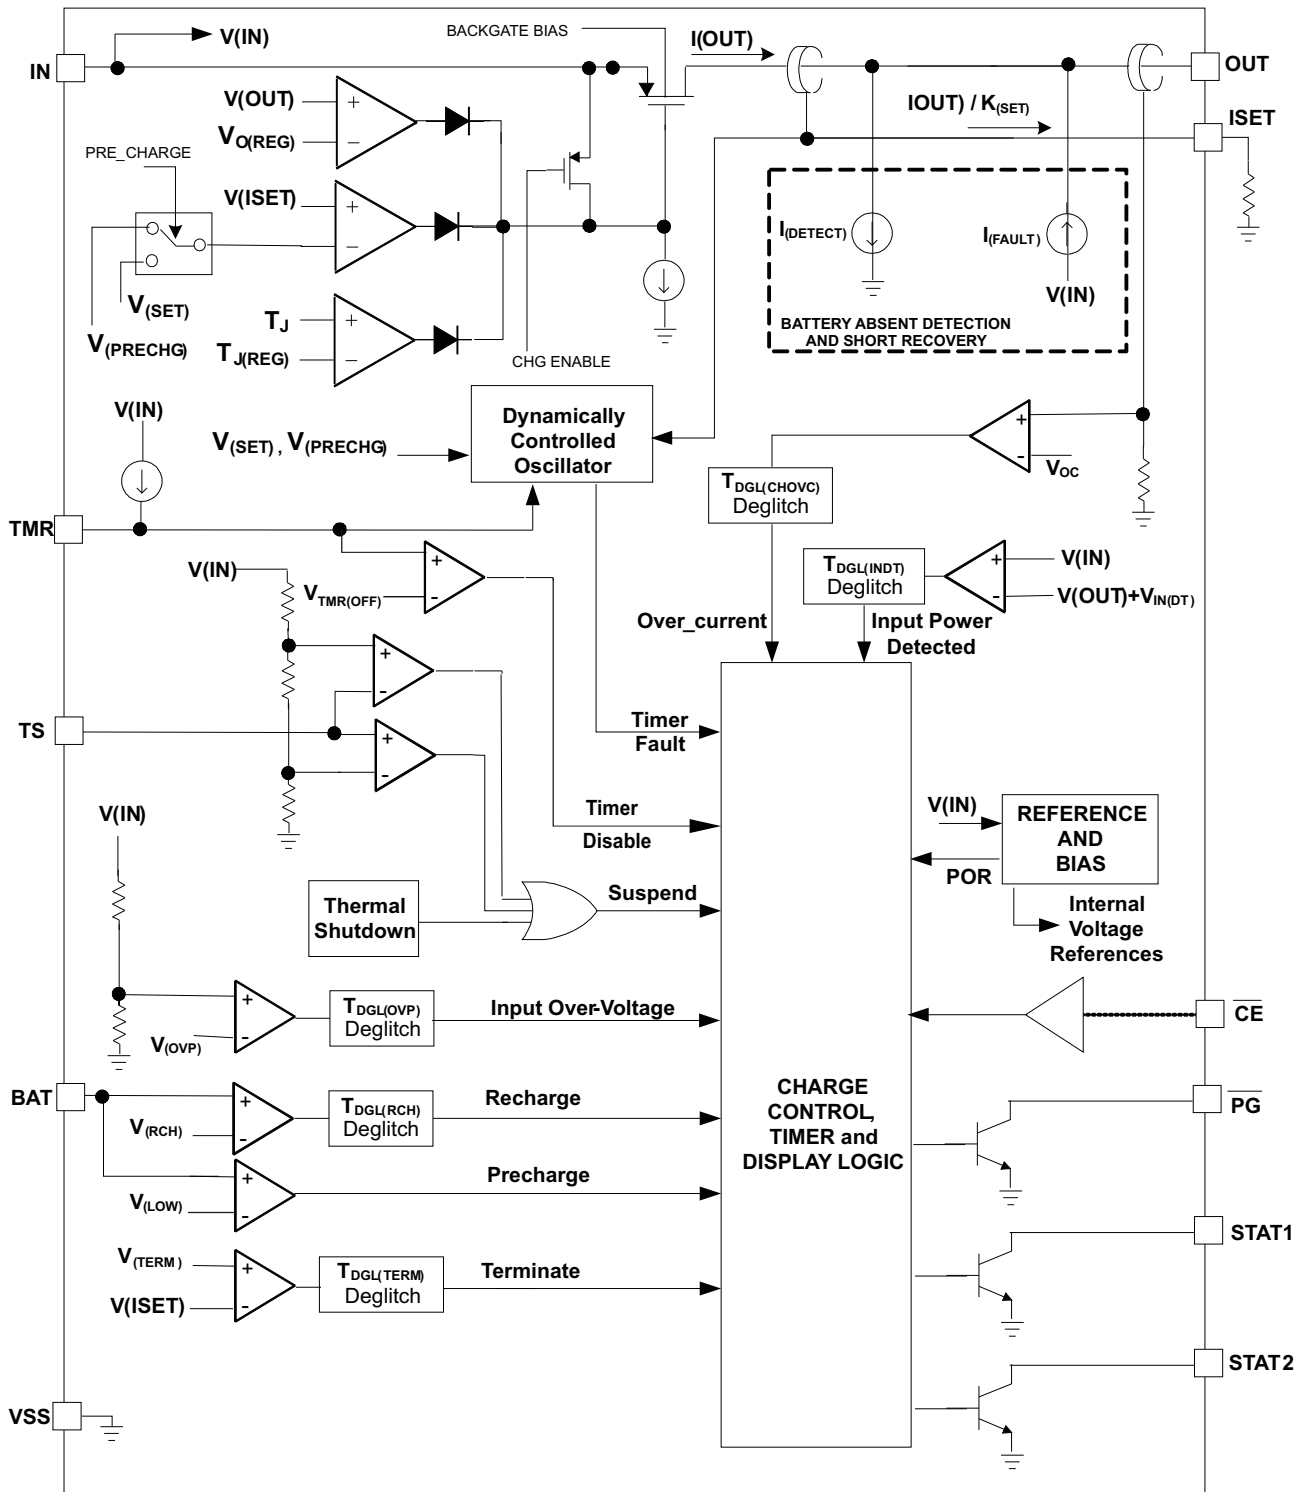 BACKGATE BIAS
V(IN)
I(OUT)
IN
OUT
V(OUT)
IOUT) / K(SET)
ISET
VO(REG)
PRE_CHARGE
V(ISET)
I(DETECT)
I(FAULT)
V(SET)
V(IN)
V(PRECHG)
TJ
TJ(REG)
BATTERY ABSENT DETECTION
AND SHORT RECOVERY
CHG ENABLE
V(IN)
V(SET) , V(PRECHG)
Dynamically
Controlled
Oscillator
VOC
TDGL(CHOVC)
Deglitch
TMR
V(IN)
VTMR(OFF)
TDGL(INDT)
Deglitch
V(IN)
V(OUT)+VIN(DT)
Over_current
Input Power
Detected
TS
Timer
Fault
V(IN)
Timer
Disable
V(IN)
REFERENCE
AND
BIAS
POR
Thermal
Shutdown
Suspend
Internal
Voltage
References
TDGL(OVP)
Deglitch
Input Over-Voltage
V(OVP)
CE
BAT
V(RCH)
TDGL(RCH)
Deglitch
Recharge
CHARGE
CONTROL,
TIMER and
DISPLAY LOGIC
PG
V(LOW)
Precharge
V(TERM)
V(ISET)
TDGL(TERM)
Deglitch
Terminate
STAT1
STAT2
VSS
+
−
+
−
+
−
+
-
+
-
+
-
+
-
+
-
+
-
+
-
+
-
+
-